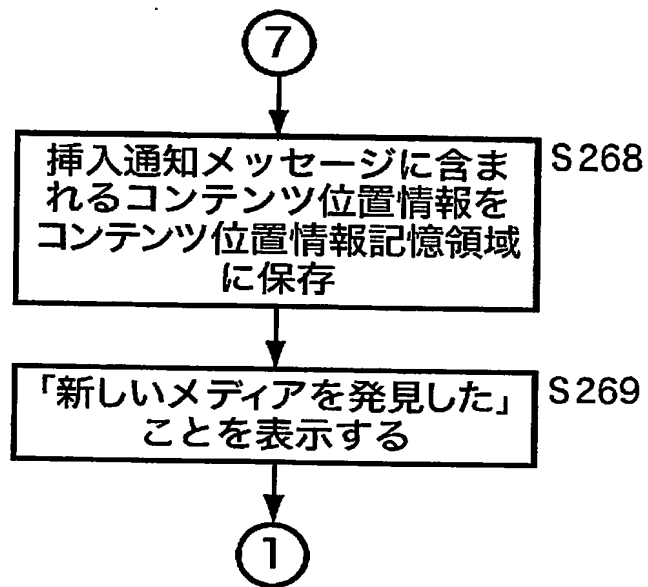 7
挿入通知メッセージに含ま
れるコンテンツ位置情報を
コンテンツ位置情報記憶領域
に保存
S268
「新しいメディアを発見した」
ことを表示する
S269
1